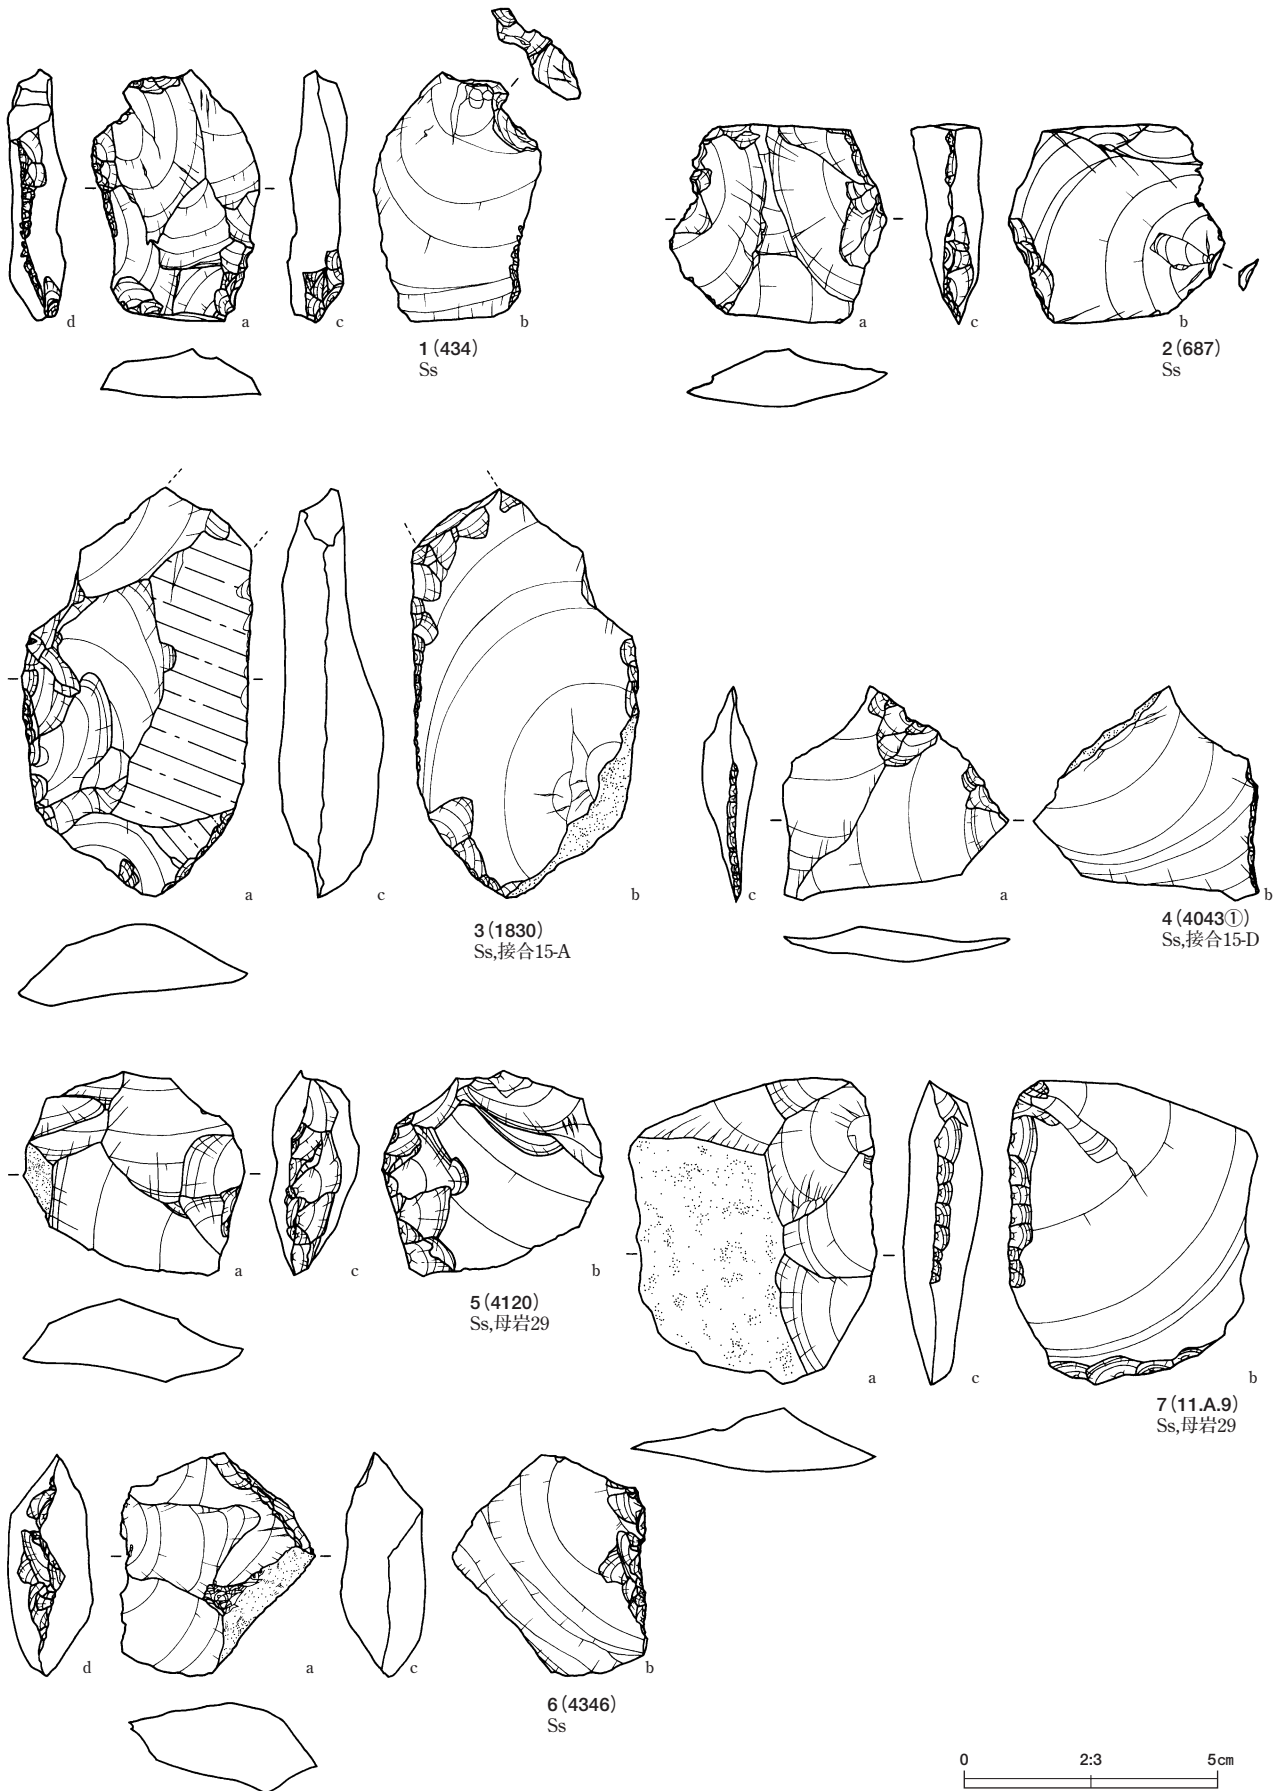 d a c b
1（434）
Ss
a c b
2（687）
Ss
a c b
3（1830）
Ss,接合15-A
c a b
4（4043①）
Ss,接合15-D
a c b
5（4120）
Ss,母岩29
a c b
7（11.A.9）
Ss,母岩29
d a c b
6（4346）
Ss
0 2:3 5cm